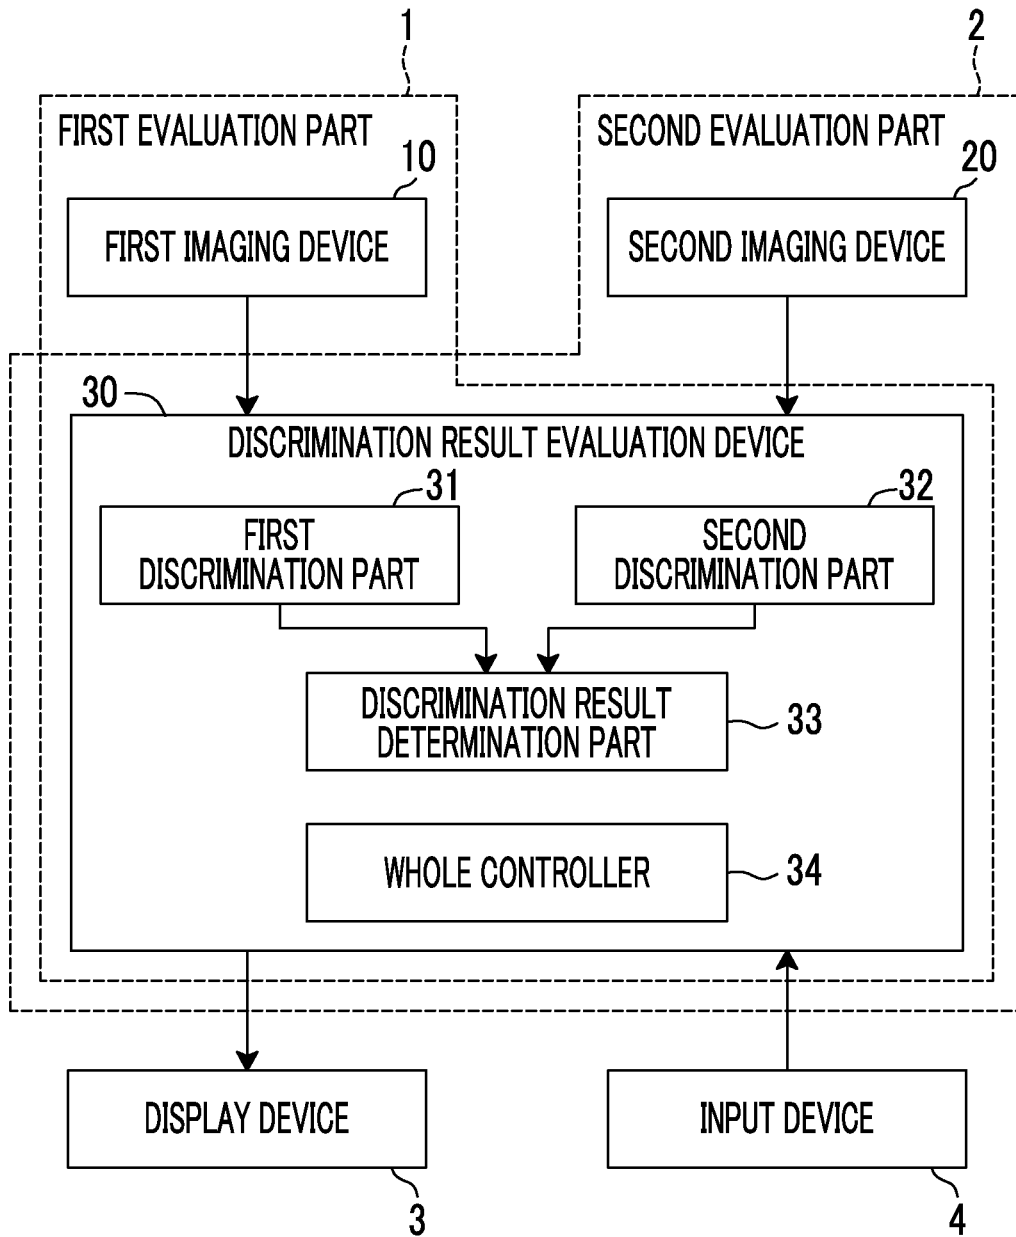 1
2
FIRST EVALUATION PART
SECOND EVALUATION PART
10
20
FIRST IMAGING DEVICE
SECOND IMAGING DEVICE
30
DISCRIMINATION RESULT EVALUATION DEVICE
31
32
FIRST
DISCRIMINATION PART
SECOND
DISCRIMINATION PART
DISCRIMINATION RESULT
DETERMINATION PART
33
WHOLE CONTROLLER
34
DISPLAY DEVICE
INPUT DEVICE
3
4